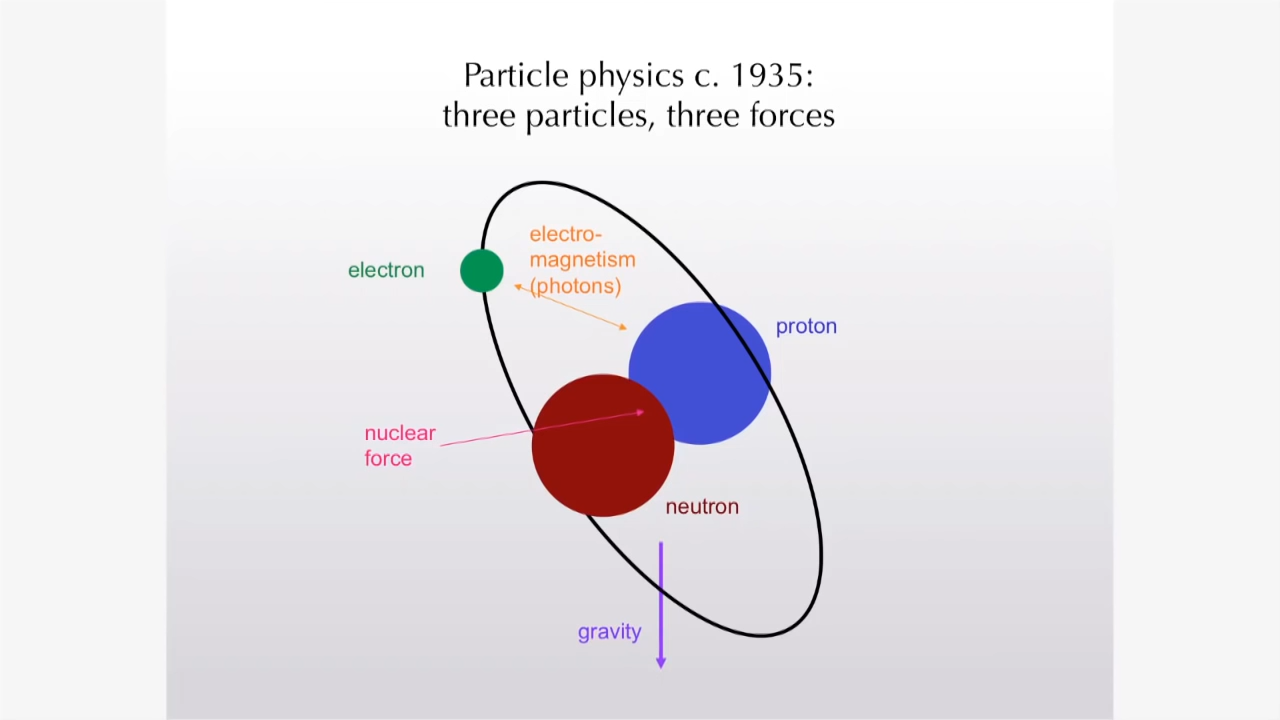 Particle physics c. 1935:
three particles, three forces
electro-
magnetism
(photons)
electron
proton
nuclear
force
neutron
gravity